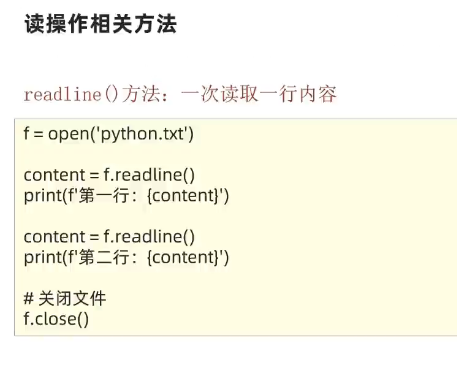 读操作相关方法
readline()方法：一次读取一行内容
f = open('python.txt')
content = f.readline()
print(f'第一行：{content}')
content = f.readline()
print(f'第二行：{content}')
# 关闭文件
f.close()